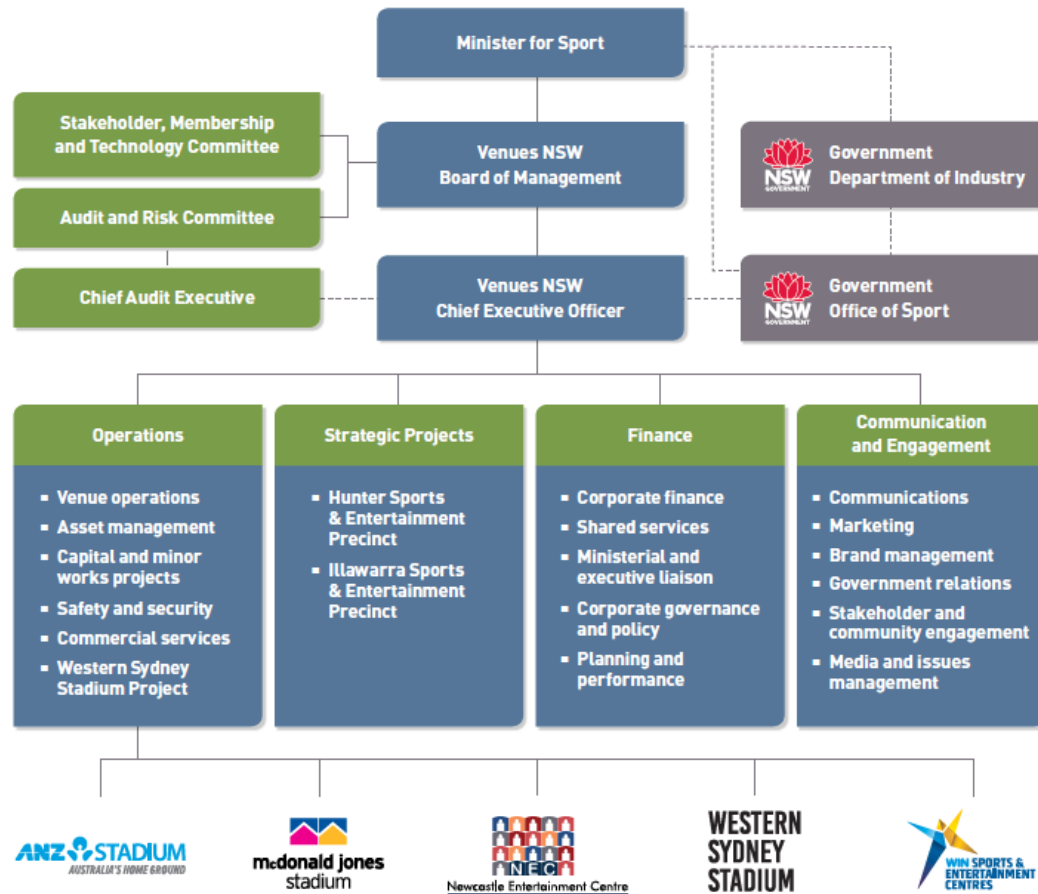 Minister for Sport
Stakeholder, Membership
and Technology Committee
Venues NSW
Board of Management
NSW
GOVERNMENT
Government
Department of Industry
Audit and Risk Committee
Chief Audit Executive
Venues NSW
Chief Executive Officer
NSW
GOVERNMENT
Government
Office of Sport
Operations
▪ Venue operations
▪ Asset management
▪ Capital and minor
works projects
▪ Safety and security
▪ Commercial services
▪ Western Sydney
Stadium Project
Strategic Projects
▪ Hunter Sports
& Entertainment
Precinct
▪ Illawarra Sports
& Entertainment
Precinct
Finance
▪ Corporate finance
▪ Shared services
▪ Ministerial and
executive liaison
▪ Corporate governance
and policy
▪ Planning and
performance
Communication
and Engagement
▪ Communications
▪ Marketing
▪ Brand management
▪ Government relations
▪ Stakeholder and
community engagement
▪ Media and issues
management
ANZ STADIUM
AUSTRALIA'S HOME GROUND
mcdonald jones
stadium
NEC
Newcastle Entertainment Centre
WESTERN
SYDNEY
STADIUM
WIN SPORTS &
ENTERTAINMENT
CENTRES